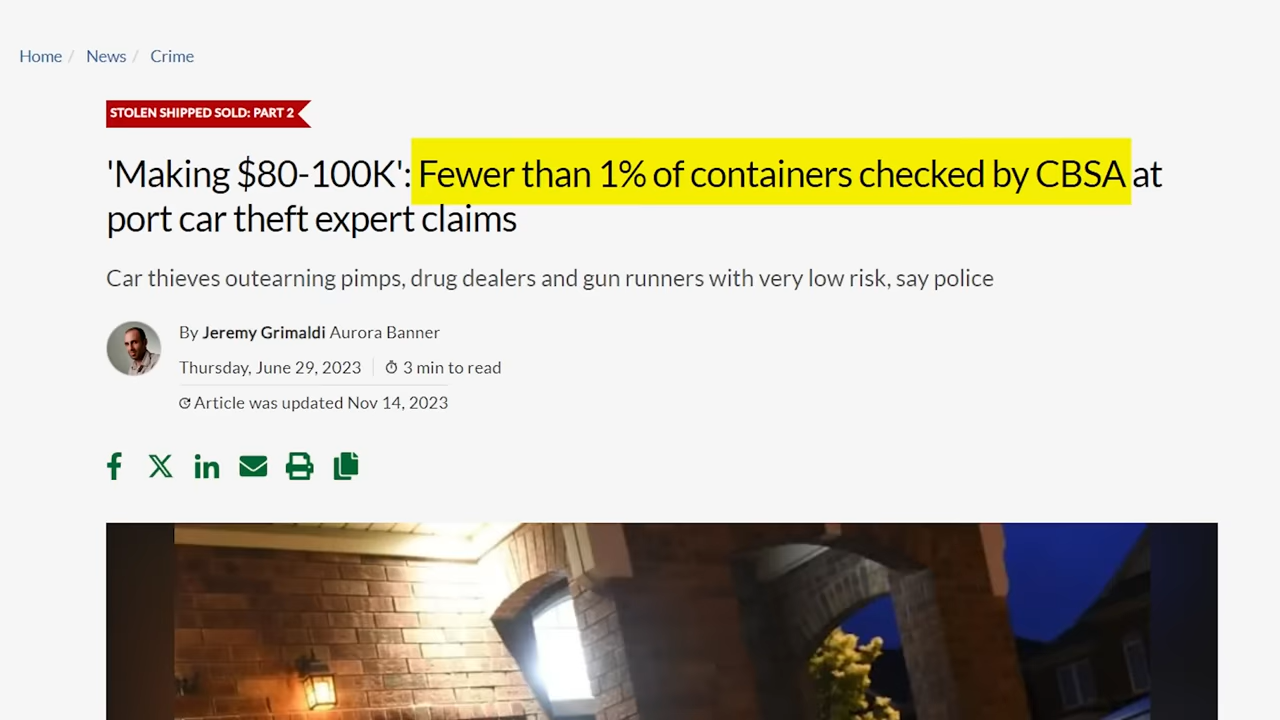 Home / News / Crime
STOLEN SHIPPED SOLD: PART 2
'Making $80-100K': Fewer than 1% of containers checked by CBSA at
port car theft expert claims
Car thieves outearning pimps, drug dealers and gun runners with very low risk, say police
By Jeremy Grimaldi Aurora Banner
Thursday, June 29, 2023 | 3 min to read
Article was updated Nov 14, 2023